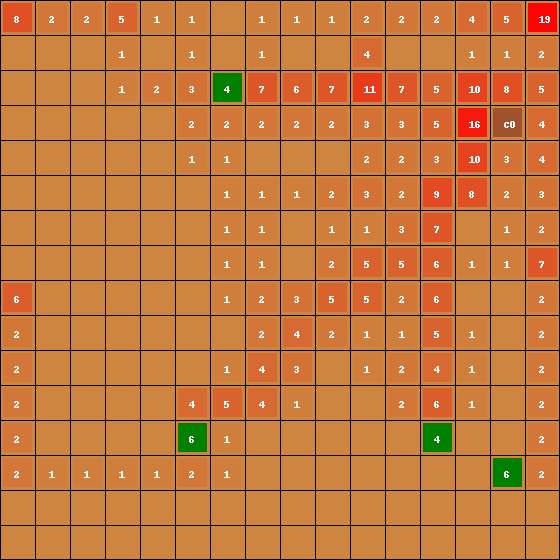 8 2 2 5 1 1 1 1 1 2 2 2 4 5 19
1 1 1 4 1 1 2
1 2 3 4 7 6 7 11 7 5 10 8 5
2 2 2 2 2 3 3 5 16 c0 4
1 1 2 2 3 10 3 4
1 1 1 2 3 2 9 8 2 3
1 1 1 1 3 7 1 2
1 1 2 5 5 6 1 1 7
6 1 2 3 5 5 2 6 2
2 2 4 2 1 1 5 1 2
2 1 4 3 1 2 4 1 2
2 4 5 4 1 2 6 1 2
2 6 1 4 2
2 1 1 1 1 2 1 6 2